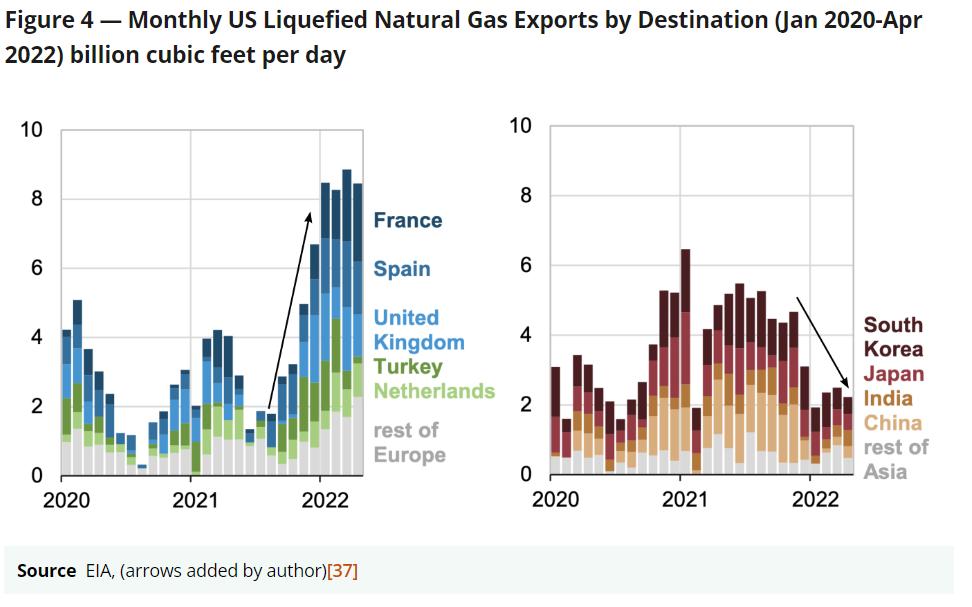 Figure 4 — Monthly US Liquefied Natural Gas Exports by Destination (Jan 2020-Apr
2022) billion cubic feet per day
10
8
6
4
2
0
2020
2021
2022
France
Spain
United
Kingdom
Turkey
Netherlands
rest of
Europe
10
8
6
4
2
0
2020
2021
2022
South
Korea
Japan
India
China
rest of
Asia
Source EIA, (arrows added by author)[37]